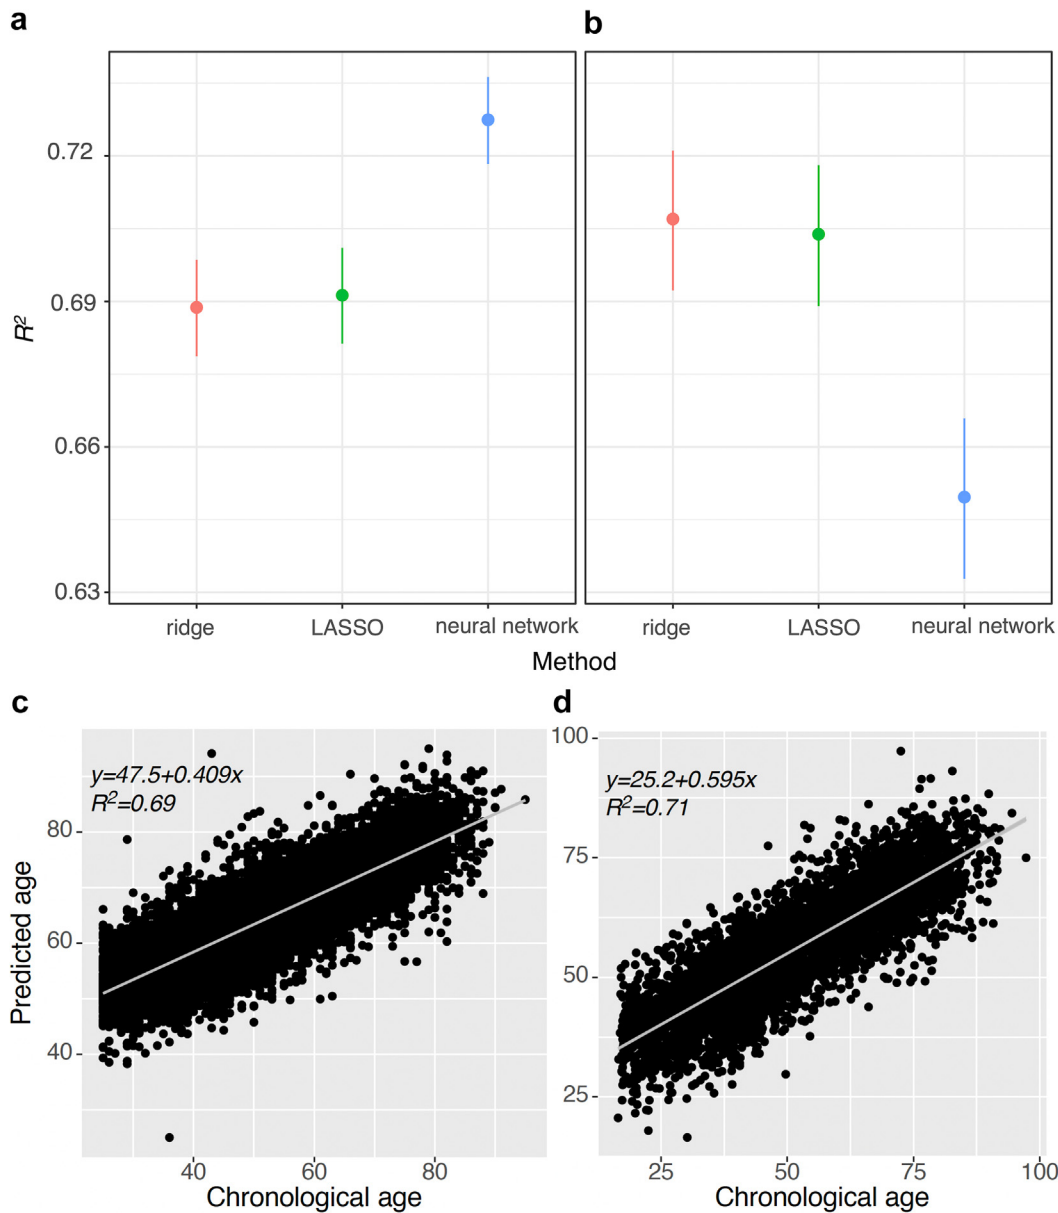 a
b
0.72
0.69
0.66
0.63
R²
ridge LASSO neural network
ridge LASSO neural network
Method
c
d
y=47.5+0.409x
R²=0.69
80
60
40
Predicted age
40 60 80
Chronological age
y=25.2+0.595x
R²=0.71
100
75
50
25
25 50 75 100
Chronological age